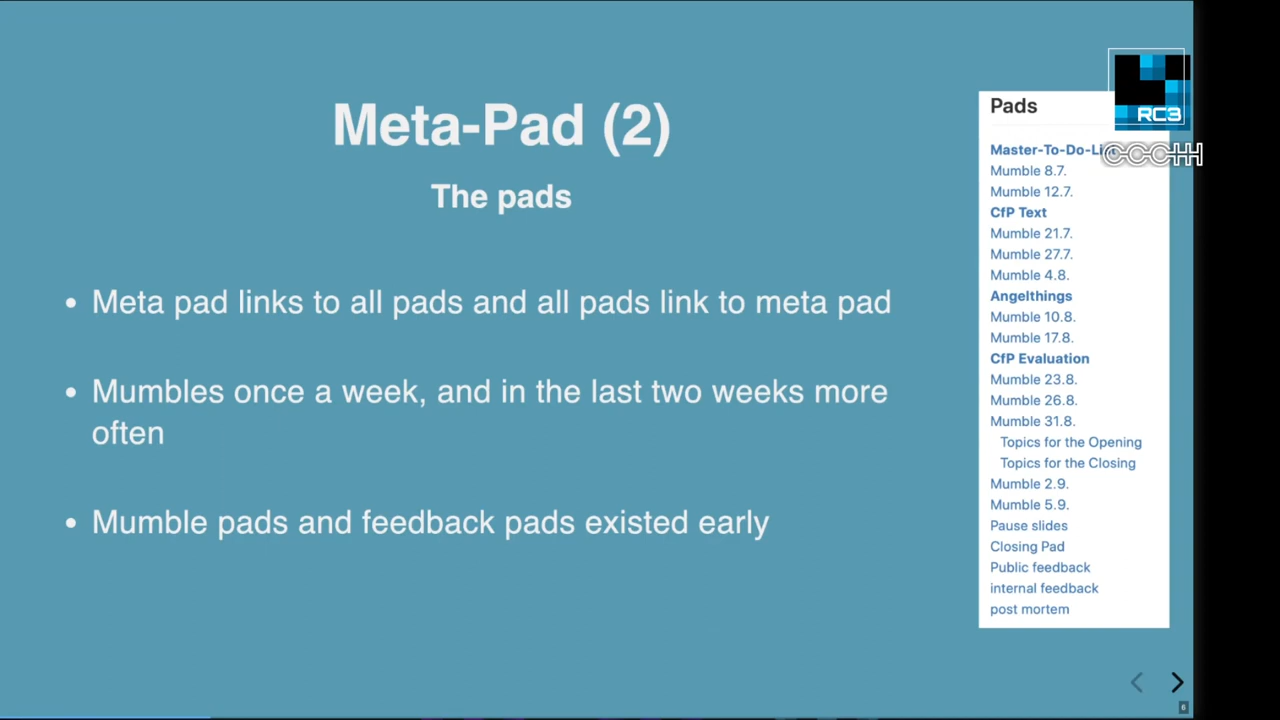 Meta-Pad (2)
The pads
• Meta pad links to all pads and all pads link to meta pad
• Mumbles once a week, and in the last two weeks more
often
• Mumble pads and feedback pads existed early
RC3
CCCHH
Pads
Master-To-Do-List
Mumble 8.7.
Mumble 12.7.
CfP Text
Mumble 21.7.
Mumble 27.7.
Mumble 4.8.
Angelthings
Mumble 10.8.
Mumble 17.8.
CfP Evaluation
Mumble 23.8.
Mumble 26.8.
Mumble 31.8.
Topics for the Opening
Topics for the Closing
Mumble 2.9.
Mumble 5.9.
Pause slides
Closing Pad
Public feedback
internal feedback
post mortem
6